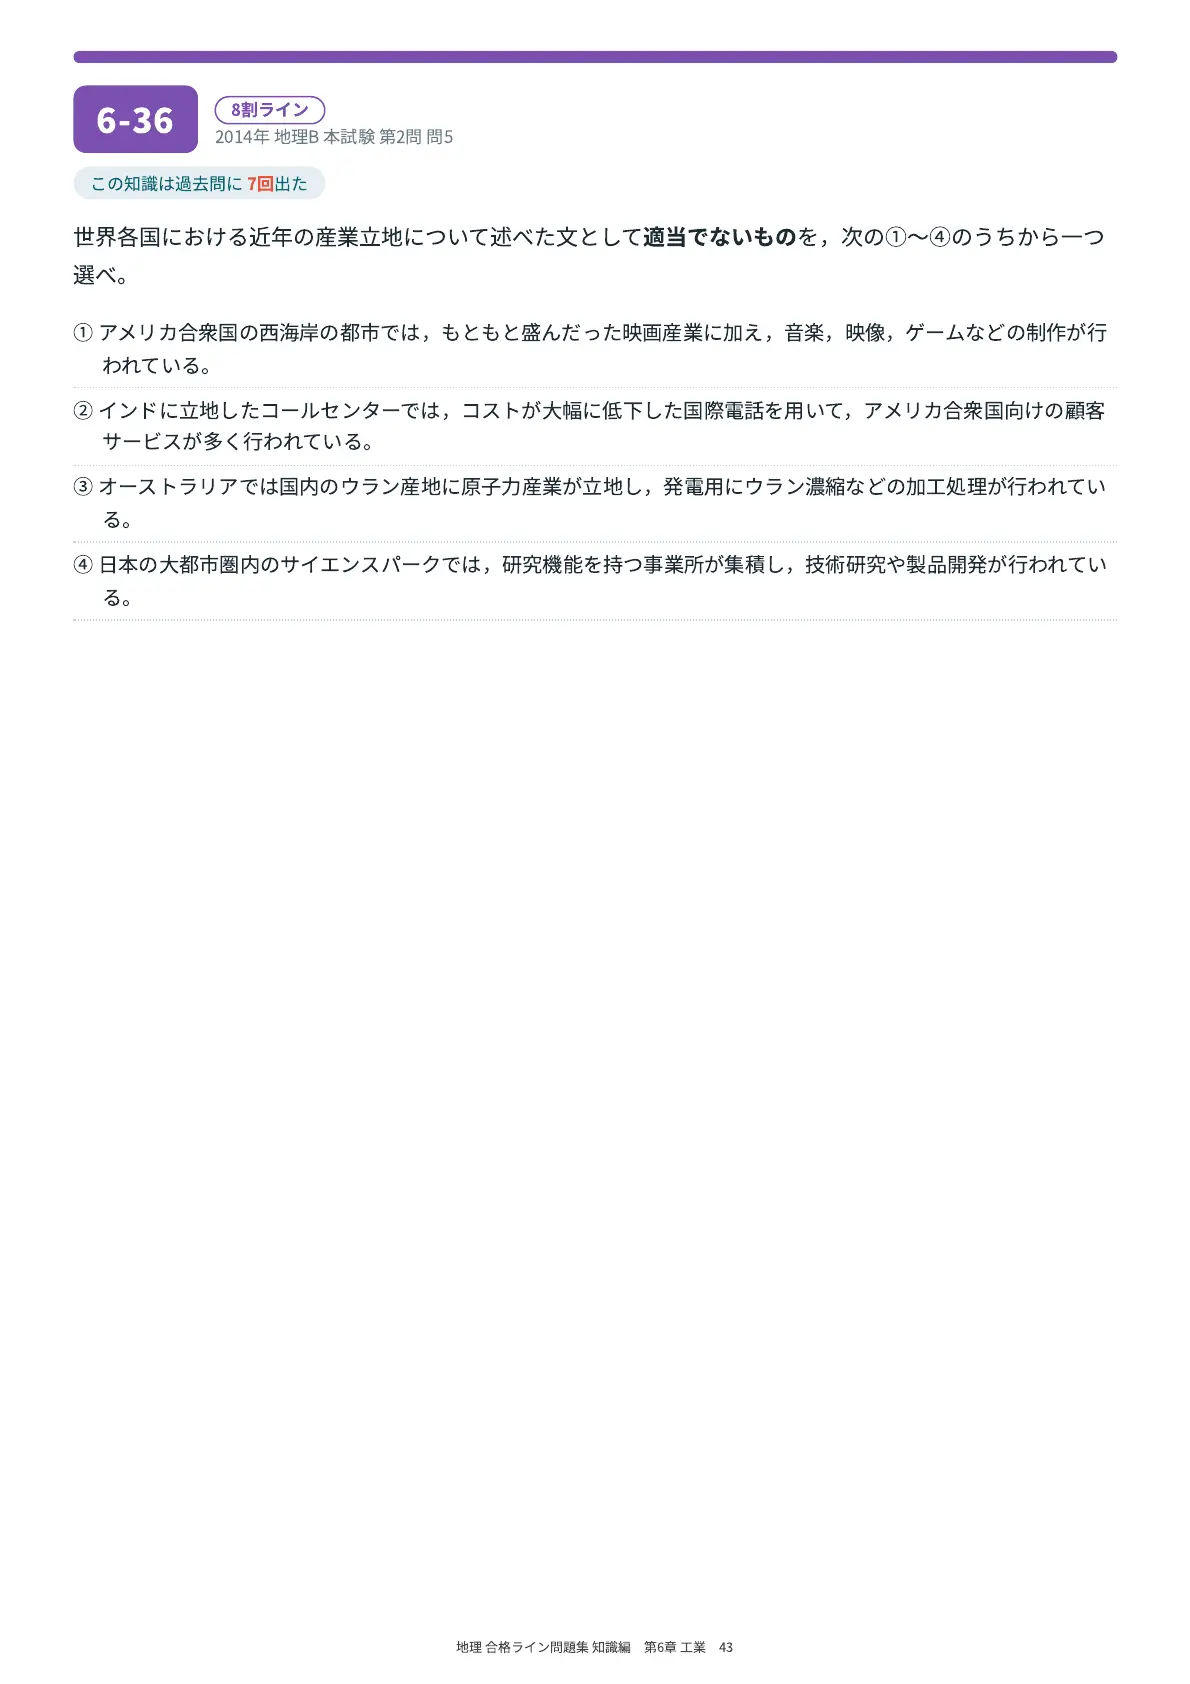 6-36
8割ライン
2014年 地理B 本試験 第2問 問5
この知識は過去問に 7回出た
世界各国における近年の産業立地について述べた文として適当でないものを，次の①〜④のうちから一つ
選べ。
① アメリカ合衆国の西海岸の都市では，もともと盛んだった映画産業に加え，音楽，映像，ゲームなどの制作が行
われている。
② インドに立地したコールセンターでは，コストが大幅に低下した国際電話を用いて，アメリカ合衆国向けの顧客
サービスが多く行われている。
③ オーストラリアでは国内のウラン産地に原子力産業が立地し，発電用にウラン濃縮などの加工処理が行われてい
る。
④ 日本の大都市圏内のサイエンスパークでは，研究機能を持つ事業所が集積し，技術研究や製品開発が行われてい
る。
地理 合格ライン問題集 知識編　第6章 工業　43